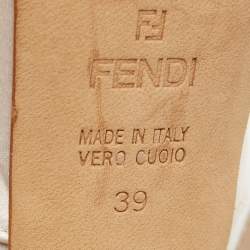 FENDI
MADE IN ITALY
VERO CUOIO
39